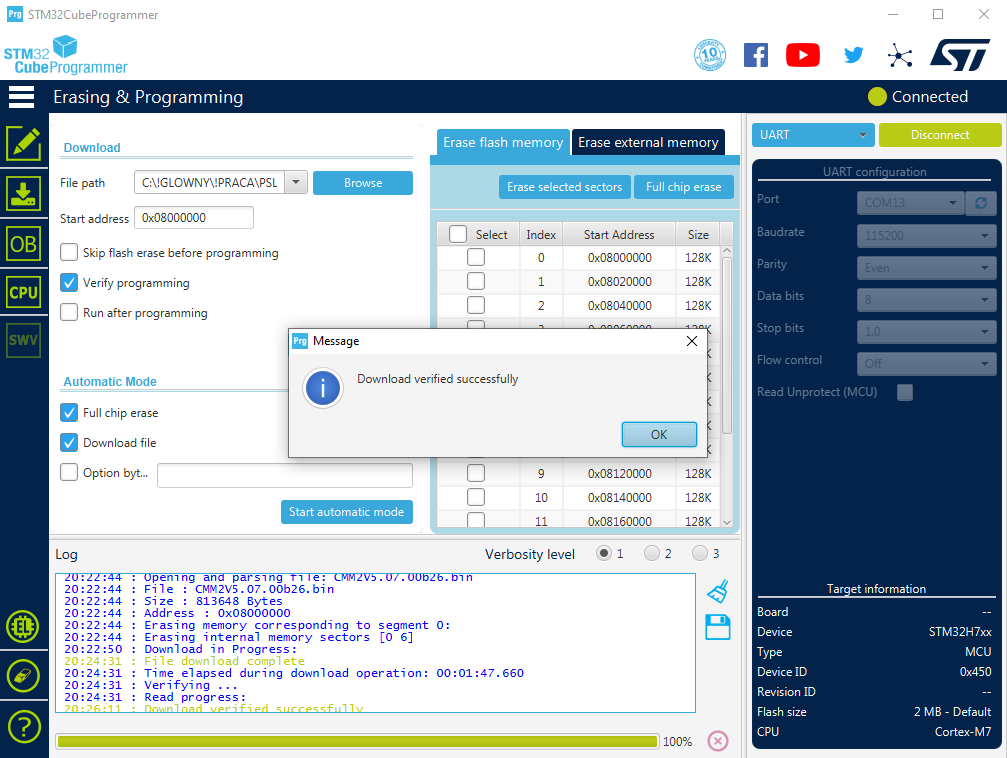 Prg STM32CubeProgrammer
STM32
CubeProgrammer
10
ST
Erasing & Programming
Connected
Download
File path C:\!GLOWNY\!PRACA\PSL Browse
Start address 0x08000000
Skip flash erase before programming
Verify programming
Run after programming
Automatic Mode
Full chip erase
Download file
Option byt...
Start automatic mode
OB
CPU
SWV
Erase flash memory Erase external memory
Erase selected sectors Full chip erase
Select Index Start Address Size
0 0x08000000 128K
1 0x08020000 128K
2 0x08040000 128K
9 0x08120000 128K
10 0x08140000 128K
11 0x08160000 128K
Prg Message
Download verified successfully
OK
UART Disconnect
UART configuration
Port COM13
Baudrate 115200
Parity Even
Data bits 8
Stop bits 1.0
Flow control Off
Read Unprotect (MCU)
Target information
Board --
Device STM32H7xx
Type MCU
Device ID 0x450
Revision ID --
Flash size 2 MB - Default
CPU Cortex-M7
Log Verbosity level 1 2 3
20:22:44 : Opening and parsing file: CMM2V5.07.00b26.bin
20:22:44 : File : CMM2V5.07.00b26.bin
20:22:44 : Size : 813648 Bytes
20:22:44 : Address : 0x08000000
20:22:44 : Erasing memory corresponding to segment 0:
20:22:44 : Erasing internal memory sectors [0 6]
20:22:50 : Download in Progress:
20:24:31 : File download complete
20:24:31 : Time elapsed during download operation: 00:01:47.660
20:24:31 : Verifying ...
20:24:31 : Read progress:
20:26:11 : Download verified successfully
100%